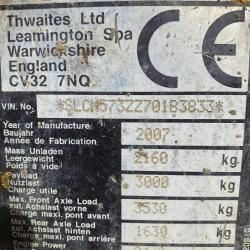 Thwaites Ltd
Leamington Spa
Warwickshire
England
CV32 7NQ
CE
VIN. No. *SLCM573ZZ701B3833*
Year of Manufacture
Baujahr 2007
Année de Fabrication
Mass Unladen
Leergewicht 2160 kg
Poids à vide
Payload
Nutzlast 3000 kg
Charge utile
Max. Front Axle Load
zul. Achslast vorne 3530 kg
Charge maxi. pont avant
Max. Rear Axle Load
zul. Achslast hinten 1630 kg
Charge maxi. pont arrière
Engine Power